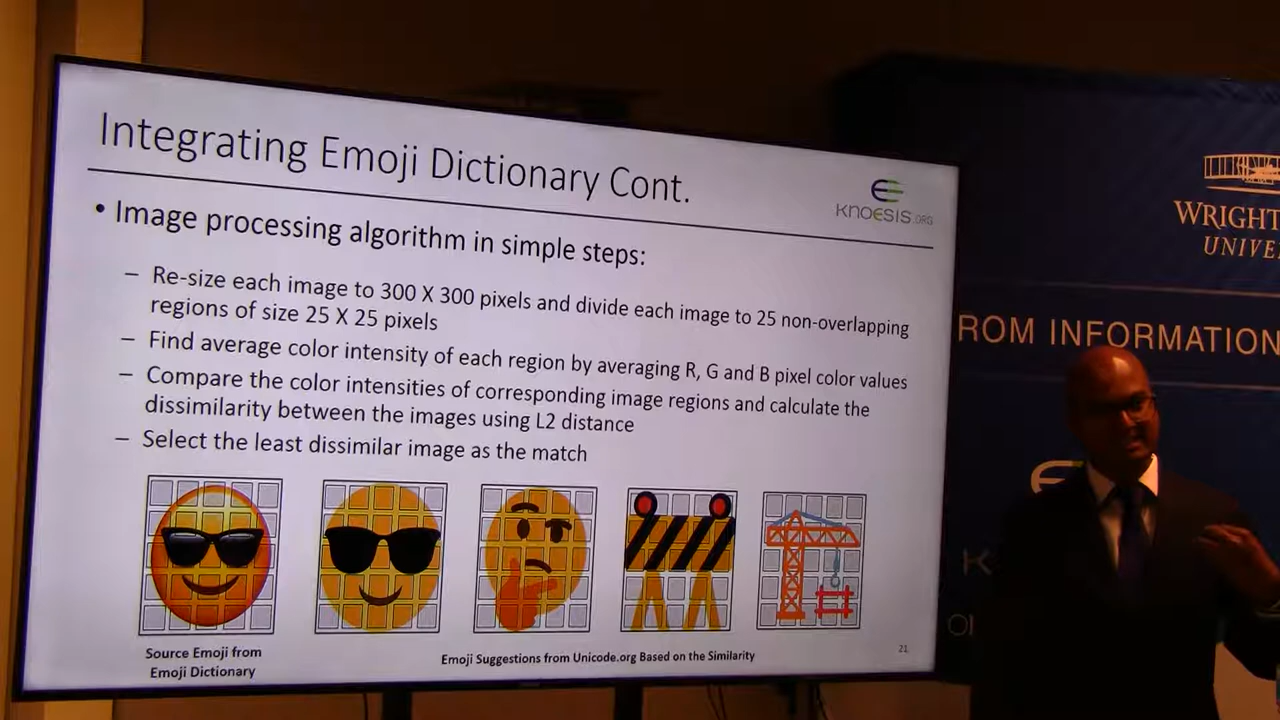 Integrating Emoji Dictionary Cont.
KNOESIS.ORG
• Image processing algorithm in simple steps:
– Re-size each image to 300 X 300 pixels and divide each image to 25 non-overlapping
regions of size 25 X 25 pixels
– Find average color intensity of each region by averaging R, G and B pixel color values
– Compare the color intensities of corresponding image regions and calculate the
dissimilarity between the images using L2 distance
– Select the least dissimilar image as the match
Source Emoji from
Emoji Dictionary
Emoji Suggestions from Unicode.org Based on the Similarity
21
WRIGHT
UNIVE
ROM INFORMATION